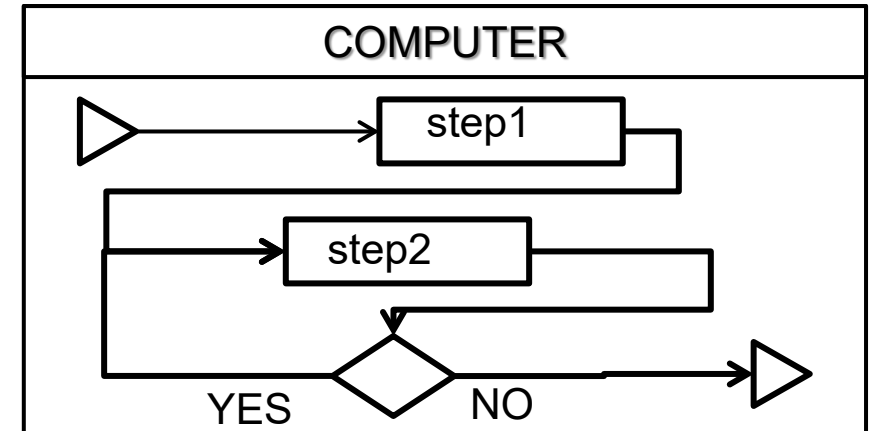 COMPUTER
step1
step2
YES
NO